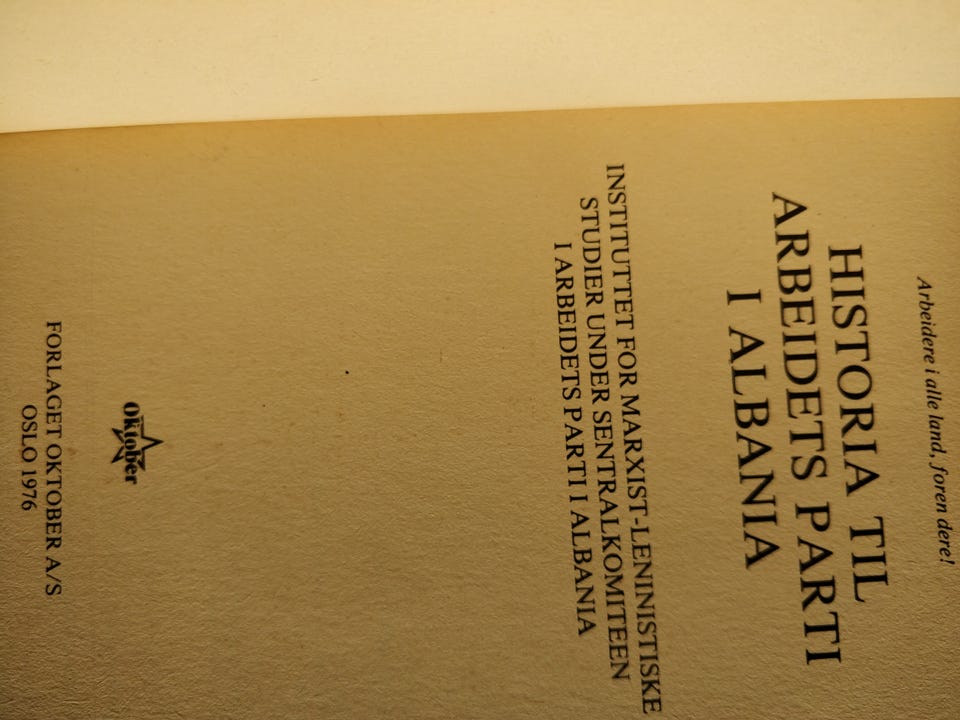 Arbeidere i alle land, foren dere!
HISTORIA TIL
ARBEIDETS PARTI
I ALBANIA
INSTITUTTET FOR MARXIST-LENINISTISKE
STUDIER UNDER SENTRALKOMITEEN
I ARBEIDETS PARTI I ALBANIA
oktober
FORLAGET OKTOBER A/S
OSLO 1976